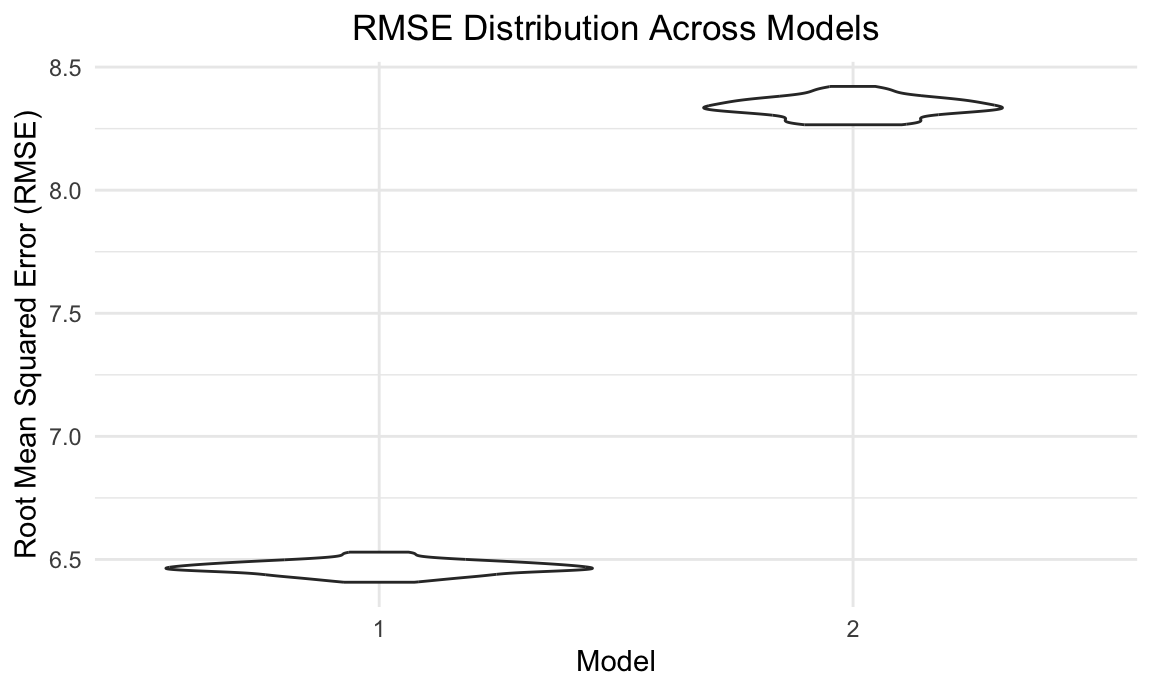 RMSE Distribution Across Models
Root Mean Squared Error (RMSE)
8.5
8.0
7.5
7.0
6.5
1
2
Model